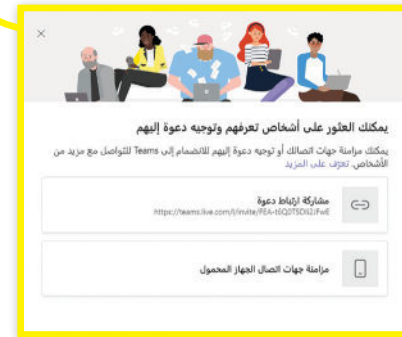 يمكنك العثور على أشخاص تعرفهم وتوجيه دعوة إليهم
يمكنك مزامنة جهات اتصالك أو توجيه دعوة إليهم للانضمام إلى Teams للتواصل مع مزيد من
الأشخاص. تعرّف على المزيد
مشاركة ارتباط دعوة
https://teams.live.com/l/invite/
مزامنة جهات اتصال الجهاز المحمول